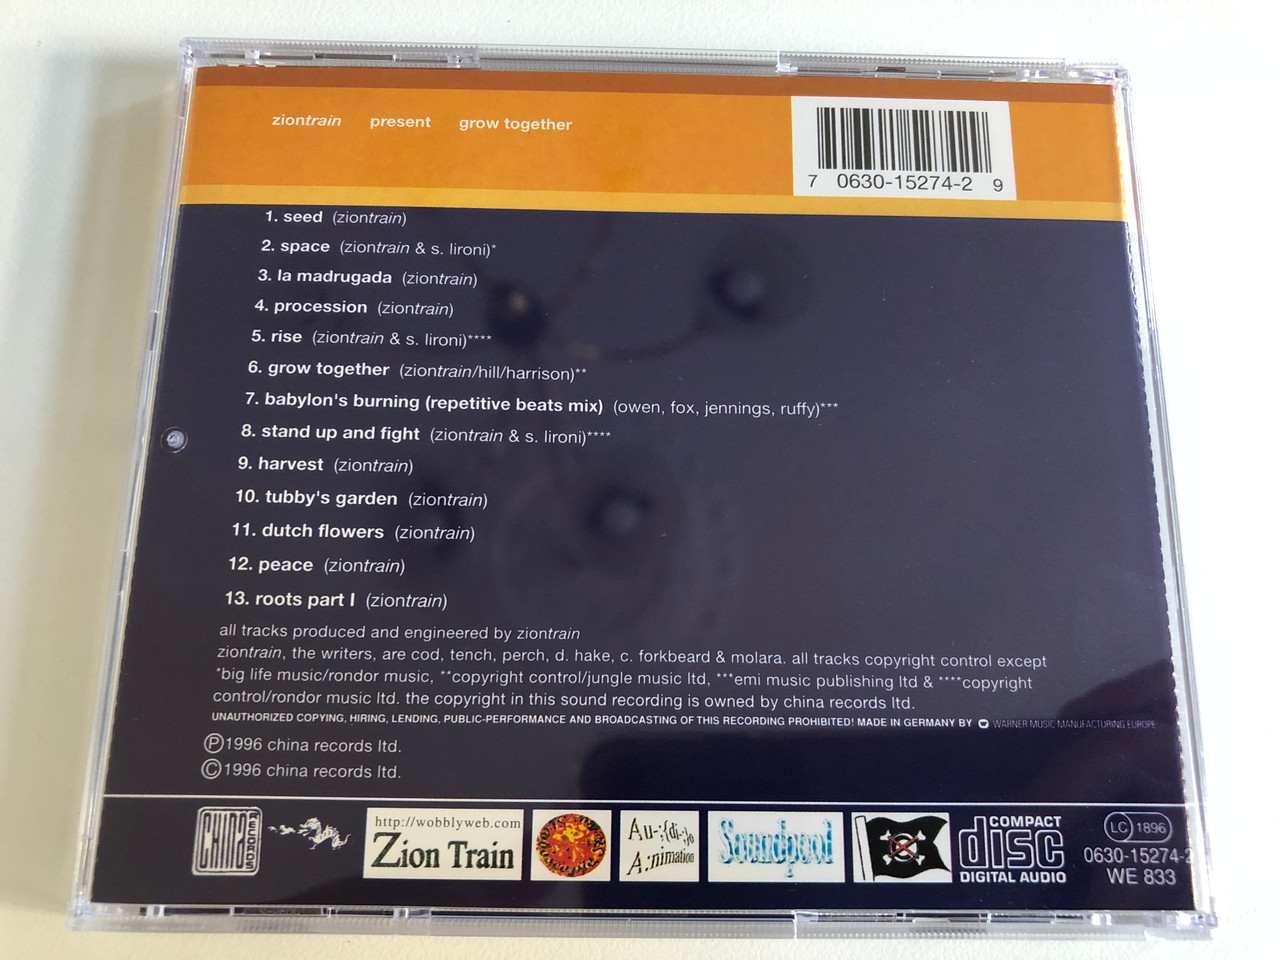 ziontrain present grow together
7 0630-15274-2 9
1. seed (ziontrain)
2. space (ziontrain & s. lironi)*
3. la madrugada (ziontrain)
4. procession (ziontrain)
5. rise (ziontrain & s. lironi)****
6. grow together (ziontrain/hill/harrison)**
7. babylon's burning (repetitive beats mix) (owen, fox, jennings, ruffy)***
8. stand up and fight (ziontrain & s. lironi)****
9. harvest (ziontrain)
10. tubby's garden (ziontrain)
11. dutch flowers (ziontrain)
12. peace (ziontrain)
13. roots part I (ziontrain)
all tracks produced and engineered by ziontrain
ziontrain, the writers, are cod, tench, perch, d. hake, c. forkbeard & molara. all tracks copyright control except
*big life music/rondor music, **copyright control/jungle music ltd, ***emi music publishing ltd & ****copyright
control/rondor music ltd. the copyright in this sound recording is owned by china records ltd.
UNAUTHORIZED COPYING, HIRING, LENDING, PUBLIC-PERFORMANCE AND BROADCASTING OF THIS RECORDING PROHIBITED! MADE IN GERMANY BY WARNER MUSIC MANUFACTURING EUROPE
Ⓟ1996 china records ltd.
©1996 china records ltd.
CHINA RECORDS
http://wobblyweb.com
Zion Train
Au-;{di-;}o
A:nimation
Soundpool
COMPACT
disc
DIGITAL AUDIO
LC 1896
0630-15274-2
WE 833